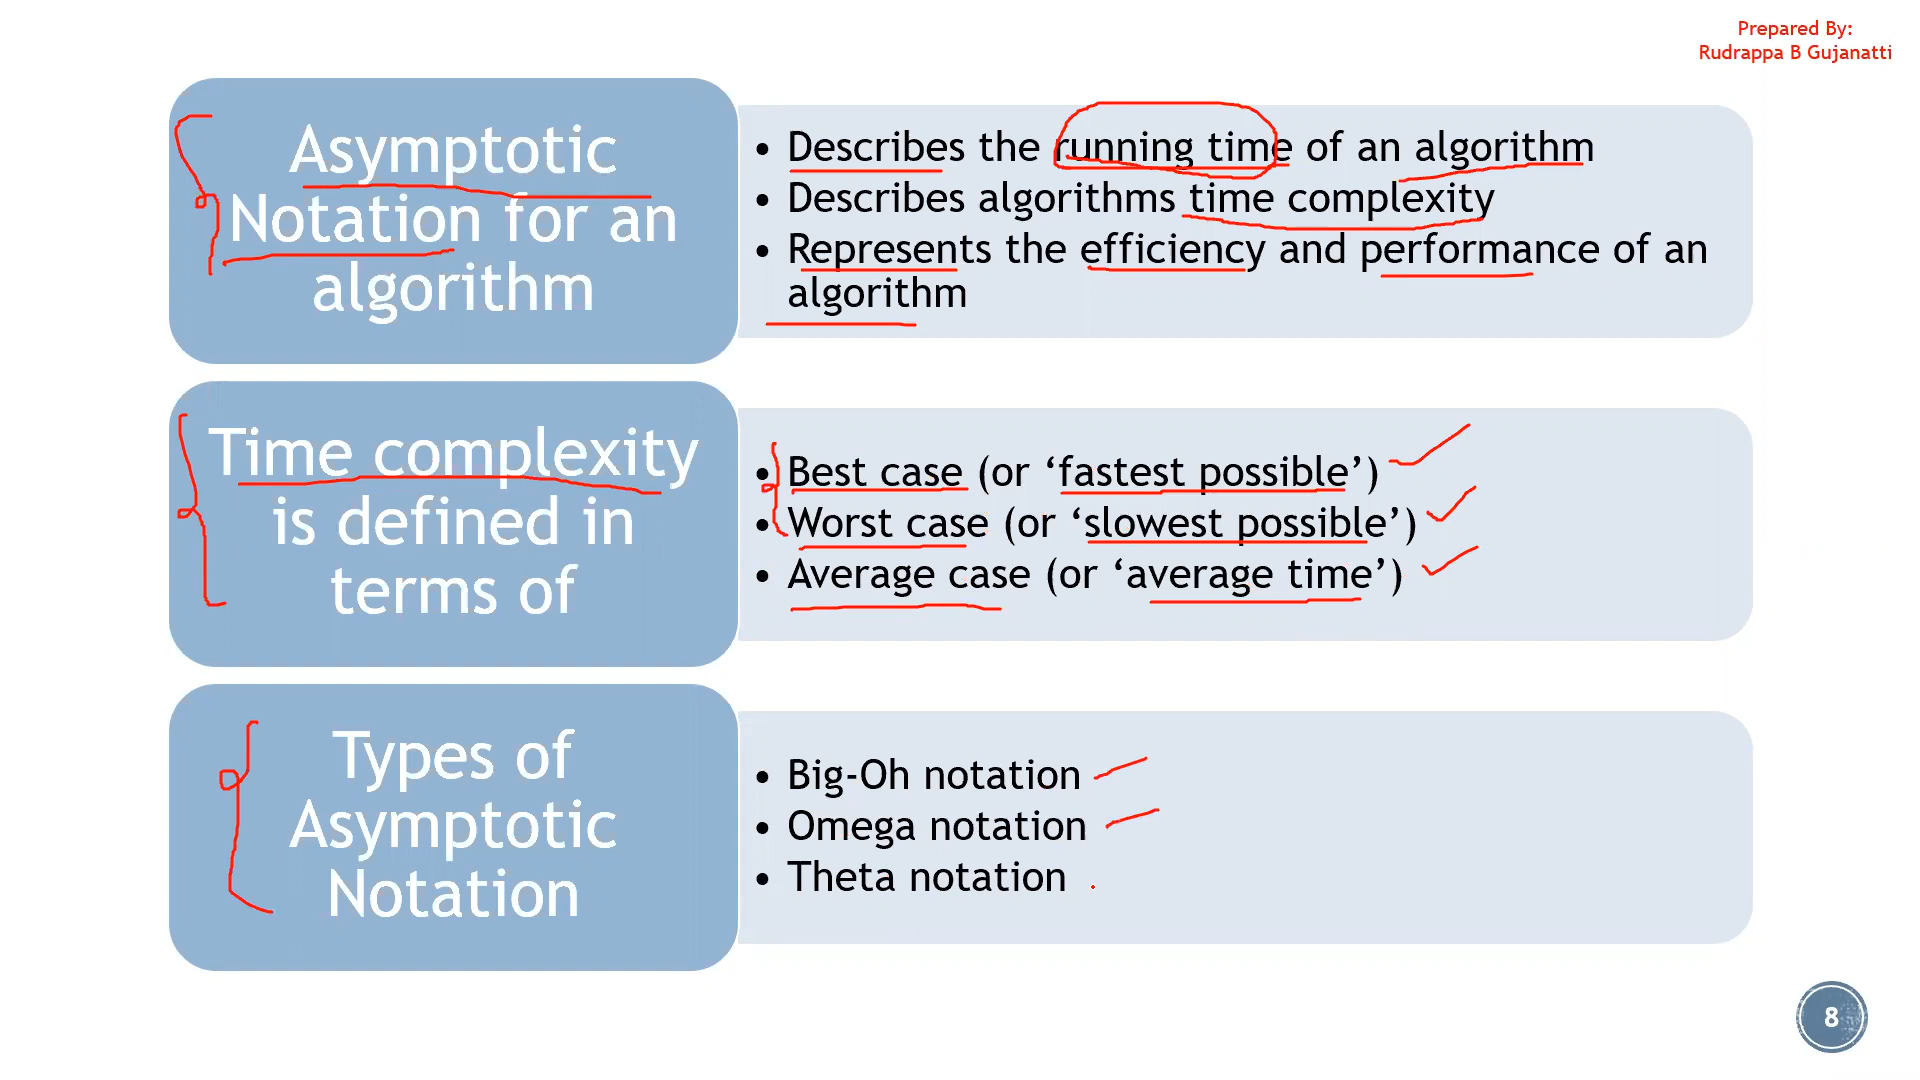 Prepared By:
Rudrappa B Gujanatti
Asymptotic
Notation for an
algorithm
• Describes the running time of an algorithm
• Describes algorithms time complexity
• Represents the efficiency and performance of an
algorithm
Time complexity
is defined in
terms of
• Best case (or ‘fastest possible’)
• Worst case (or ‘slowest possible’)
• Average case (or ‘average time’)
Types of
Asymptotic
Notation
• Big-Oh notation
• Omega notation
• Theta notation
8